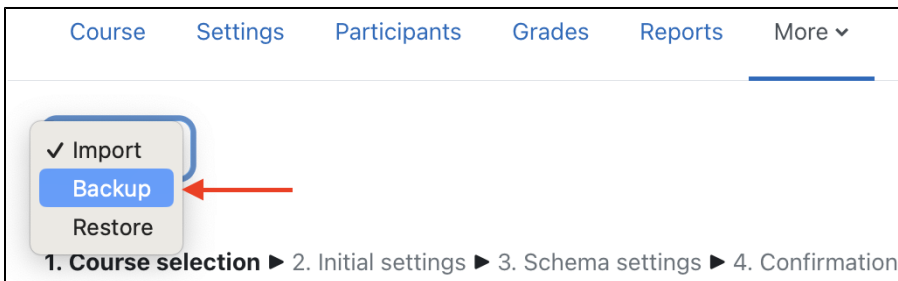 Course Settings Participants Grades Reports More
✓ Import
Backup
Restore
1. Course selection ► 2. Initial settings ► 3. Schema settings ► 4. Confirmation